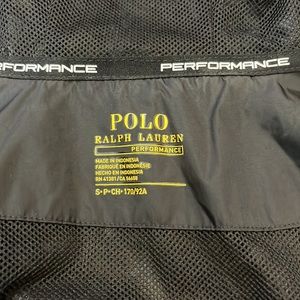 PERFORMANCE PERFORMANCE
POLO
RALPH LAUREN
PERFORMANCE
MADE IN INDONESIA
FABRIQUÉ EN INDONÉSIE
HECHO EN INDONESIA
RN 41381/CA 56658
S•P•CH•170/92A